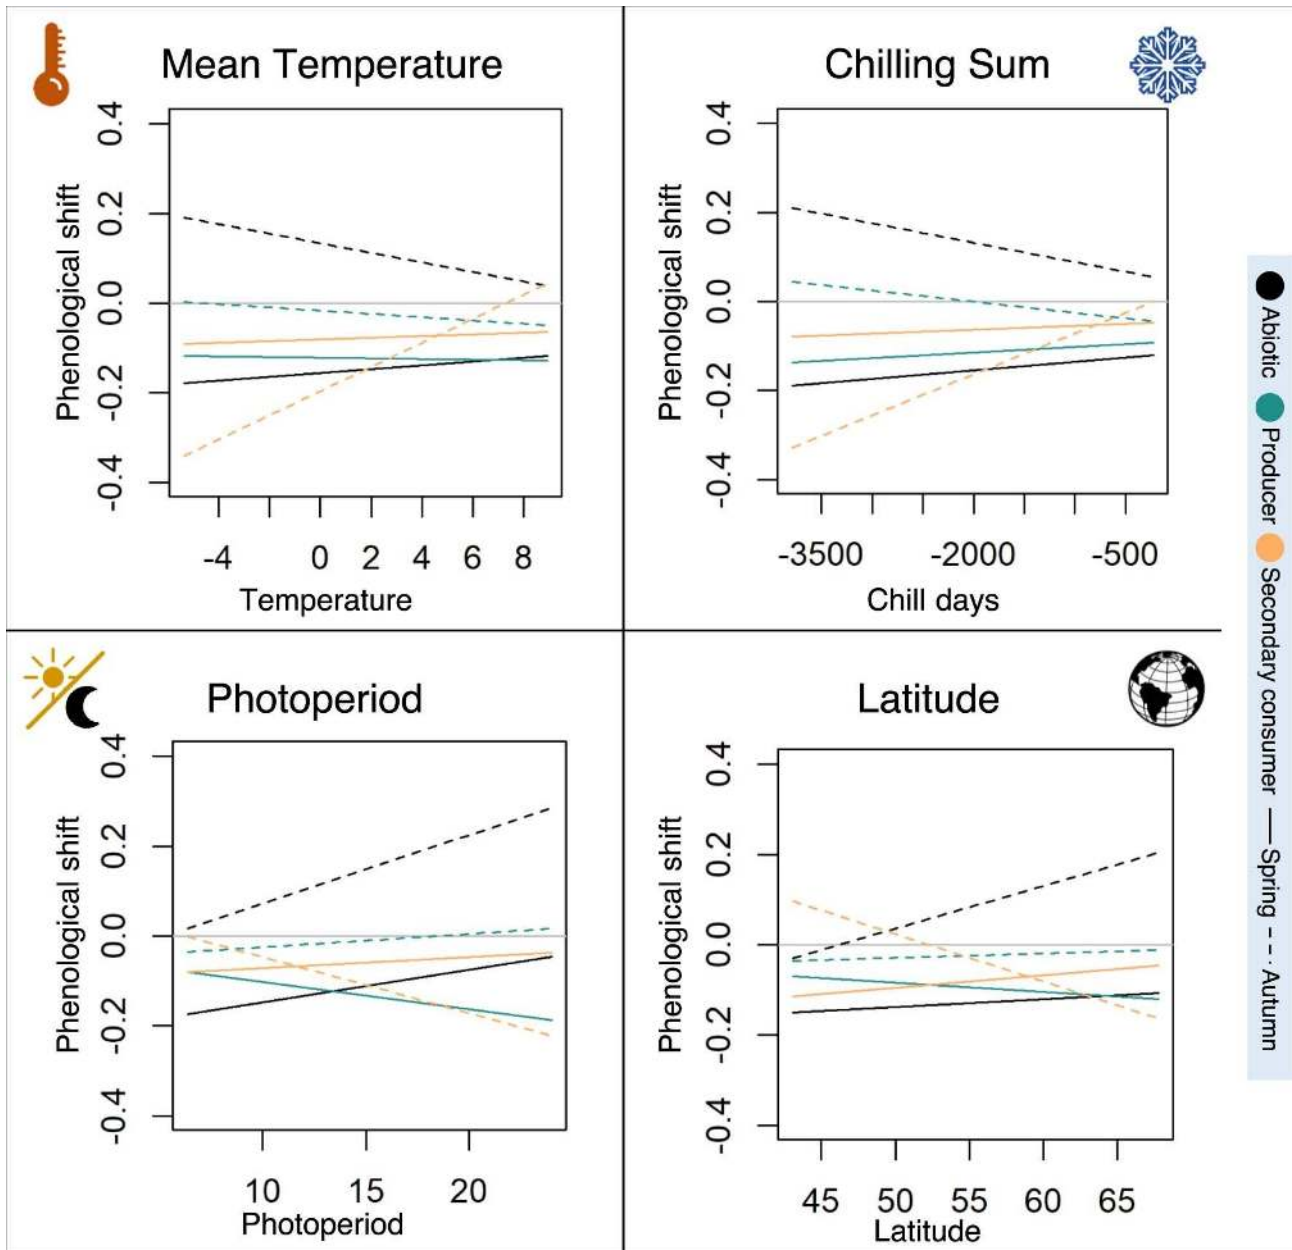 Mean Temperature
Phenological shift
0.4
0.2
0.0
-0.2
-0.4
-4 0 2 4 6 8
Temperature
Chilling Sum
Phenological shift
0.4
0.2
0.0
-0.2
-0.4
-3500 -2000 -500
Chill days
Photoperiod
Phenological shift
0.4
0.2
0.0
-0.2
-0.4
10 15 20
Photoperiod
Latitude
Phenological shift
0.4
0.2
0.0
-0.2
-0.4
45 50 55 60 65
Latitude
Abiotic Producer Secondary consumer Spring Autumn